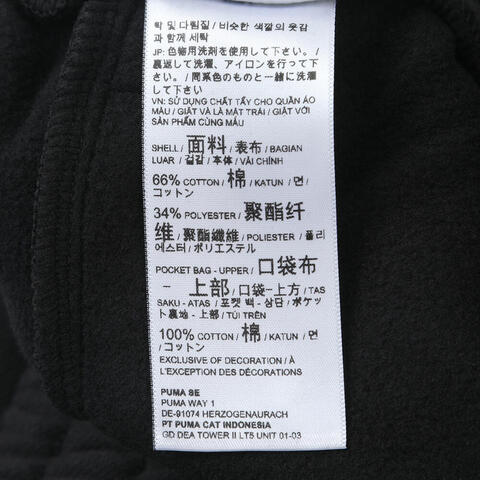 탁 및 다림질 / 비슷한 색깔의 옷감
과 함께 세탁
JP: 色物用洗剤を使用して下さい。 /
裏返して洗濯、アイロンを行って下さ
い。 / 同系色のものと一緒に洗濯
して下さい。
VN: SỬ DỤNG CHẤT TẨY CHO QUẦN ÁO
MÀU / GIẶT VÀ LÀ MẶT TRÁI / GIẶT VỚI
SẢN PHẨM CÙNG MÀU
SHELL / 面料 / 表布 / BAGIAN
LUAR / 겉감 / 本体 / VẢI CHÍNH
66% COTTON / 棉 / KATUN / 면 /
コットン
34% POLYESTER / 聚酯纤
维 / 聚酯纖維 / POLIESTER / 폴리
에스터 / ポリエステル
POCKET BAG - UPPER / 口袋布
- 上部 / 口袋 - 上方 / TAS
SAKU - ATAS / 포켓 백 - 상단 / ポケッ
ト裏地 - 上部 / TÚI TRÊN
100% COTTON / 棉 / KATUN / 면
/ コットン
EXCLUSIVE OF DECORATION / À
L'EXCEPTION DES DÉCORATIONS
PUMA SE
PUMA WAY 1
DE-91074 HERZOGENAURACH
PT PUMA CAT INDONESIA
GD DEA TOWER II LT5 UNIT 01-03